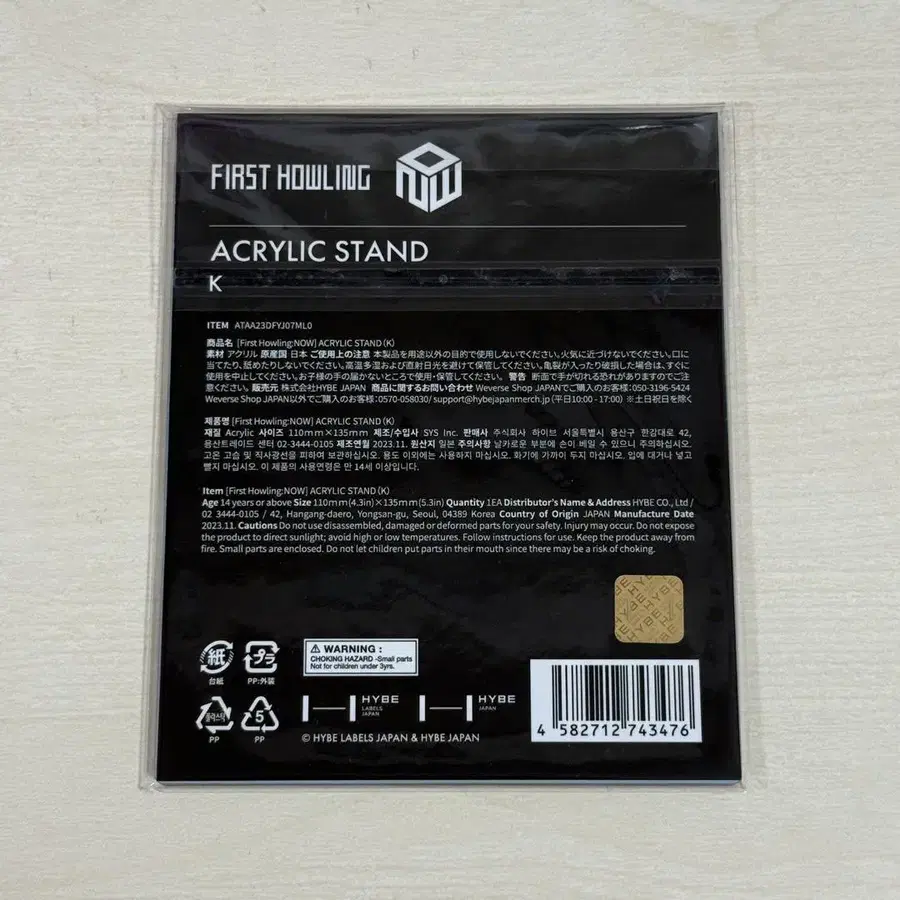 FIRST HOWLING
NOW
ACRYLIC STAND
K
ITEM ATAA23DFYJ07ML0
商品名 [First Howling:NOW] ACRYLIC STAND (K)
素材 アクリル 原産国 日本 ご使用上の注意 本製品を用途以外の目的で使用しないでください。火気に近づけないでください。口に
当てたり、舐めたりしないでください。高温多湿および直射日光を避けて保管してください。亀裂が入ったり破損した場合は、すぐに
使用を中止してください。お子様の手の届かないところで使用・保管してください。 警告 断面で手が切れる恐れがありますのでご注
意ください。 販売元 株式会社HYBE JAPAN 商品に関するお問い合わせ Weverse Shop JAPANでご購入のお客様：050-3196-5424
Weverse Shop JAPAN以外でご購入のお客様：0570-058030/ support@hybejapanmerch.jp (平日10:00 - 17:00) ※土日祝日を除く
제품명 [First Howling:NOW] ACRYLIC STAND (K)
재질 Acrylic 사이즈 110mm×135mm 제조/수입사 SYS Inc. 판매사 주식회사 하이브 서울특별시 용산구 한강대로 42,
용산트레이드 센터 02-3444-0105 제조연월 2023.11. 원산지 일본 주의사항 날카로운 부분에 손이 베일 수 있으니 주의하십시오.
고온 고습 및 직사광선을 피하여 보관하십시오. 용도 이외에는 사용하지 마십시오. 화기에 가까이 두지 마십시오. 입에 대거나 넣고
빨지 마십시오. 이 제품의 사용연령은 만 14세 이상입니다.
Item [First Howling:NOW] ACRYLIC STAND (K)
Age 14 years or above Size 110mm(4.3in)×135mm(5.3in) Quantity 1EA Distributor's Name & Address HYBE CO., Ltd /
02 3444-0105 / 42, Hangang-daero, Yongsan-gu, Seoul, 04389 Korea Country of Origin JAPAN Manufacture Date
2023.11. Cautions Do not use disassembled, damaged or deformed parts for your safety. Injury may occur. Do not expose
the product to direct sunlight; avoid high or low temperatures. Follow instructions for use. Keep the product away from
fire. Small parts are enclosed. Do not let children put parts in their mouth since there may be a risk of choking.
HYBE
紙
台紙
プラ
PP:外装
WARNING :
CHOKING HAZARD -Small parts
Not for children under 3yrs.
플라스틱
PP
5
PP
HYBE
LABELS
JAPAN
HYBE
JAPAN
© HYBE LABELS JAPAN & HYBE JAPAN
4 582712 743476